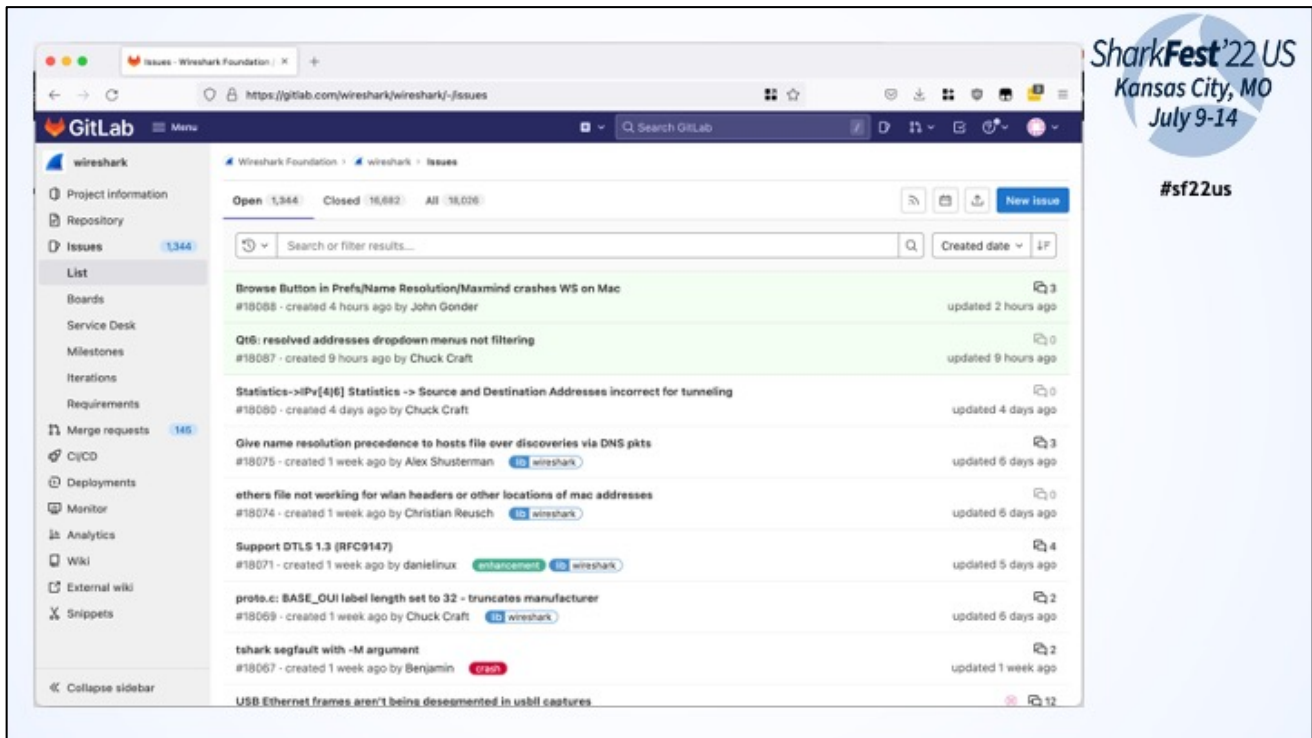 SharkFest'22 US
Kansas City, MO
July 9-14
#sf22us
Issues - Wireshark Foundation /
https://gitlab.com/wireshark/wireshark/-/issues
GitLab Menu Search GitLab
wireshark
Project information
Repository
Issues 1,344
List
Boards
Service Desk
Milestones
Iterations
Requirements
Merge requests 145
CI/CD
Deployments
Monitor
Analytics
Wiki
External wiki
Snippets
Collapse sidebar
Wireshark Foundation > wireshark > Issues
Open 1,344 Closed 16,682 All 18,026 New issue
Search or filter results... Created date
Browse Button in Prefs/Name Resolution/Maxmind crashes WS on Mac 3
#18088 - created 4 hours ago by John Gonder updated 2 hours ago
Qt6: resolved addresses dropdown menus not filtering 0
#18087 - created 9 hours ago by Chuck Craft updated 9 hours ago
Statistics->IPv[4|6] Statistics -> Source and Destination Addresses incorrect for tunneling 0
#18080 - created 4 days ago by Chuck Craft updated 4 days ago
Give name resolution precedence to hosts file over discoveries via DNS pkts 3
#18075 - created 1 week ago by Alex Shusterman lib wireshark updated 6 days ago
ethers file not working for wlan headers or other locations of mac addresses 0
#18074 - created 1 week ago by Christian Reusch lib wireshark updated 6 days ago
Support DTLS 1.3 (RFC9147) 4
#18071 - created 1 week ago by danielinux enhancement lib wireshark updated 5 days ago
proto.c: BASE_OUI label length set to 32 - truncates manufacturer 2
#18069 - created 1 week ago by Chuck Craft lib wireshark updated 6 days ago
tshark segfault with -M argument 2
#18067 - created 1 week ago by Benjamin crash updated 1 week ago
USB Ethernet frames aren't being desegmented in usbll captures 12